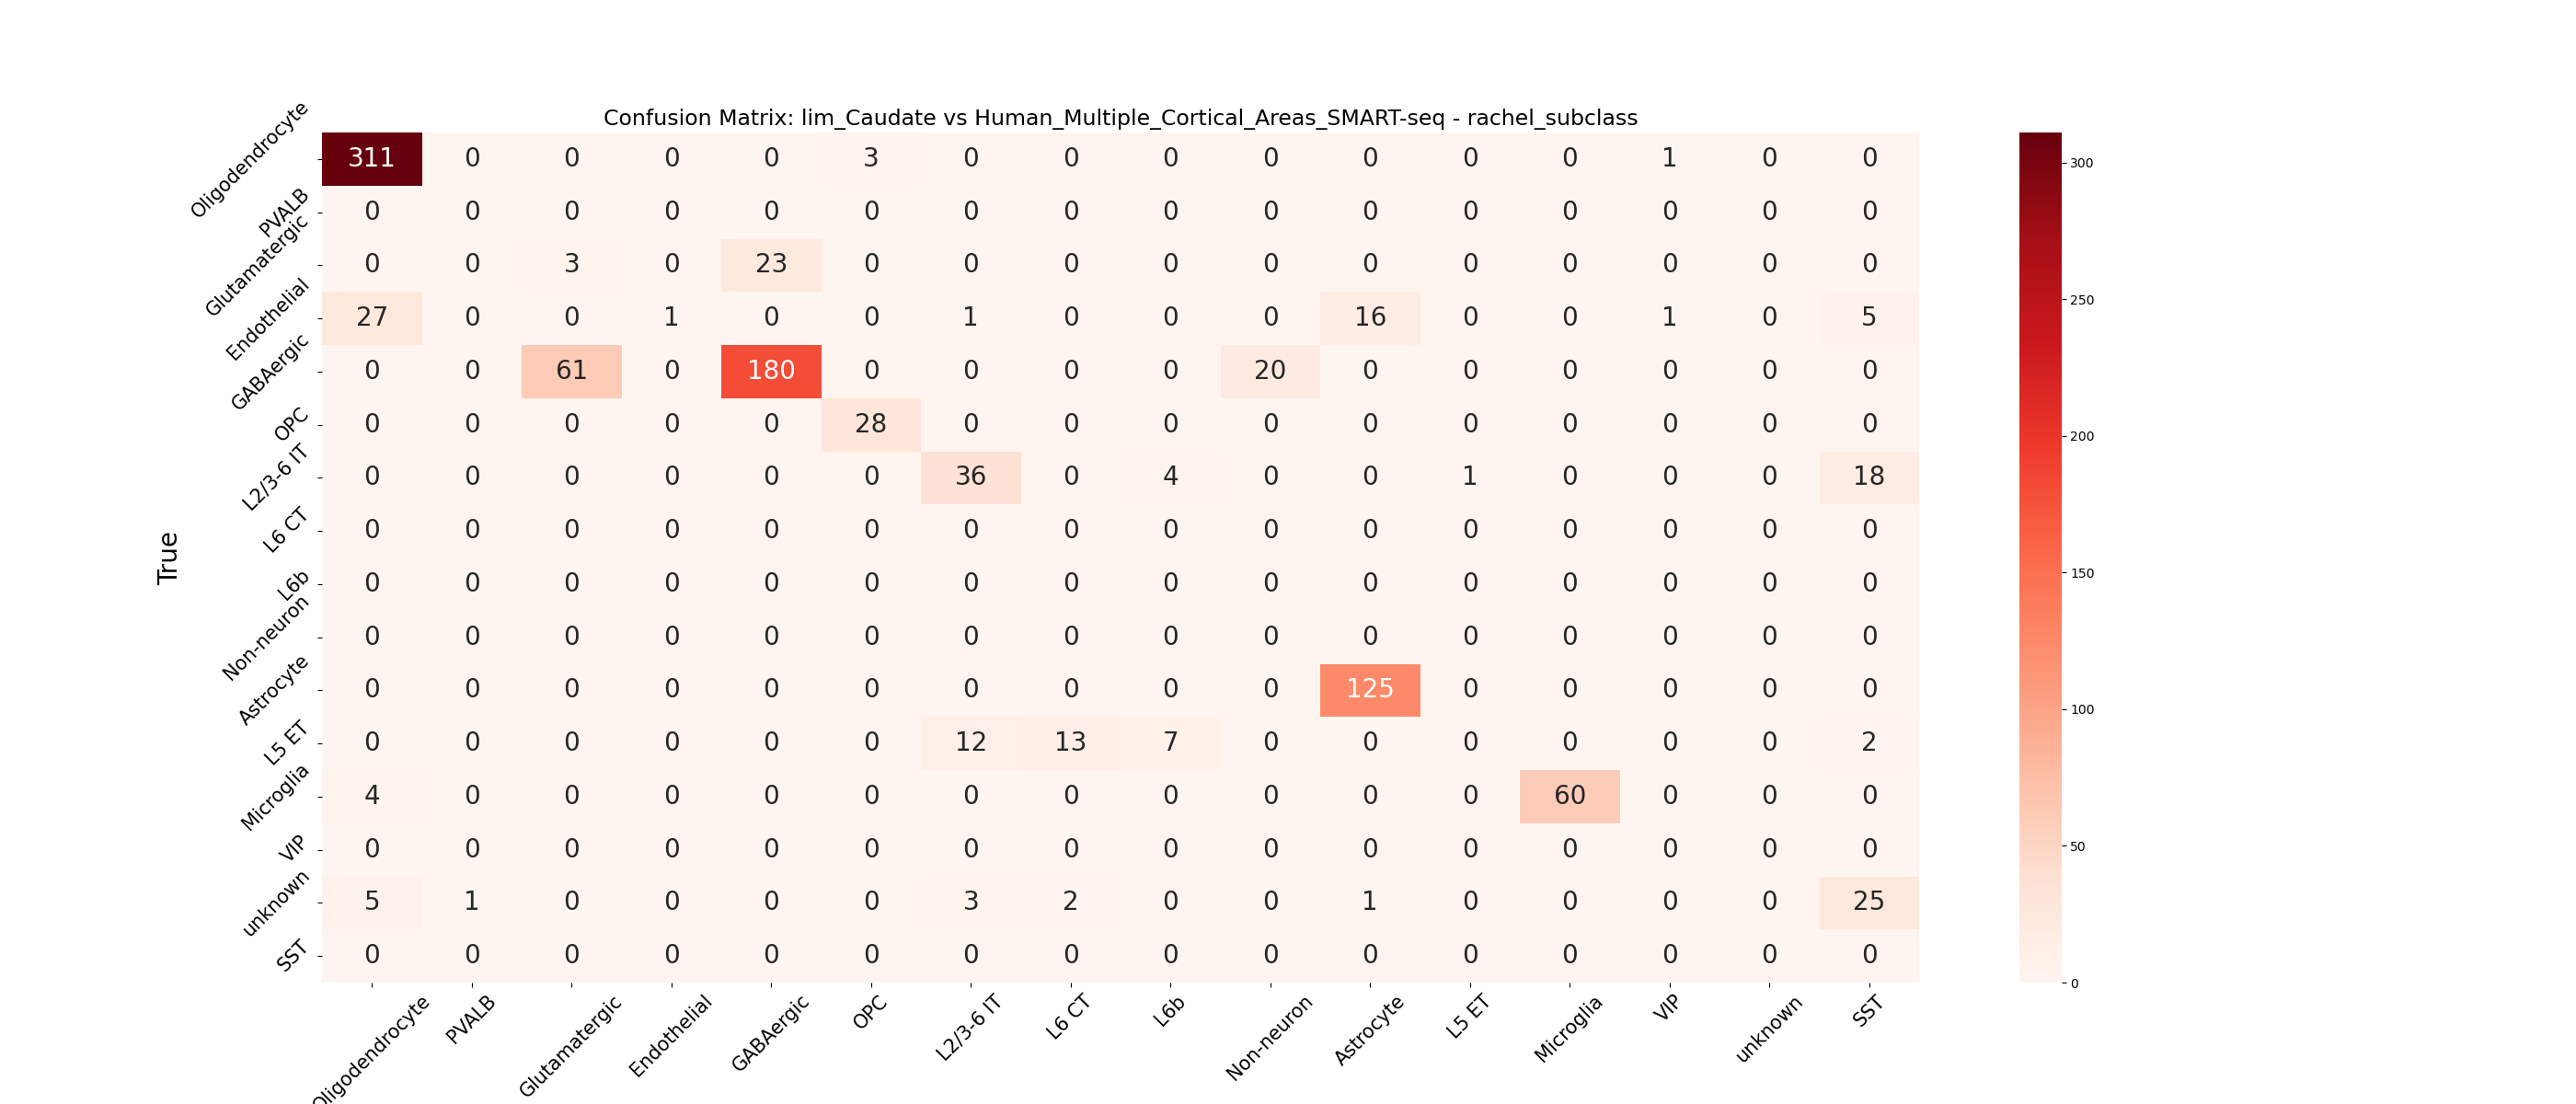 Confusion Matrix: lim_Caudate vs Human_Multiple_Cortical_Areas_SMART-seq - rachel_subclass
True
Oligodendrocyte 311 0 0 0 0 3 0 0 0 0 0 0 0 1 0 0
PVALB 0 0 0 0 0 0 0 0 0 0 0 0 0 0 0 0
Glutamatergic 0 0 3 0 23 0 0 0 0 0 0 0 0 0 0 0
Endothelial 27 0 0 1 0 0 1 0 0 0 16 0 0 1 0 5
GABAergic 0 0 61 0 180 0 0 0 0 20 0 0 0 0 0 0
OPC 0 0 0 0 0 28 0 0 0 0 0 0 0 0 0 0
L2/3-6 IT 0 0 0 0 0 0 36 0 4 0 0 1 0 0 0 18
L6 CT 0 0 0 0 0 0 0 0 0 0 0 0 0 0 0 0
L6b 0 0 0 0 0 0 0 0 0 0 0 0 0 0 0 0
Non-neuron 0 0 0 0 0 0 0 0 0 0 0 0 0 0 0 0
Astrocyte 0 0 0 0 0 0 0 0 0 0 125 0 0 0 0 0
L5 ET 0 0 0 0 0 0 12 13 7 0 0 0 0 0 0 2
Microglia 4 0 0 0 0 0 0 0 0 0 0 0 60 0 0 0
VIP 0 0 0 0 0 0 0 0 0 0 0 0 0 0 0 0
unknown 5 1 0 0 0 0 3 2 0 0 1 0 0 0 0 25
SST 0 0 0 0 0 0 0 0 0 0 0 0 0 0 0 0
Oligodendrocyte PVALB Glutamatergic Endothelial GABAergic OPC L2/3-6 IT L6 CT L6b Non-neuron Astrocyte L5 ET Microglia VIP unknown SST
300
250
200
150
100
50
0